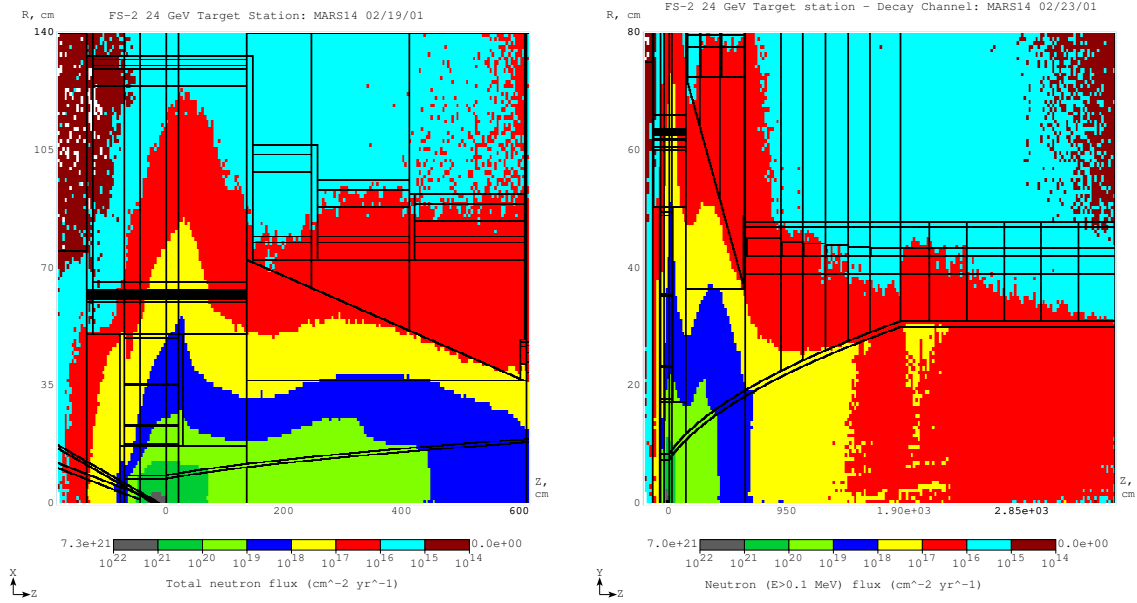 R, cm FS-2 24 GeV Target Station: MARS14 02/19/01
140
105
70
35
0
Z,
cm
0 200 400 600
7.3e+21 0.0e+00
10^22 10^21 10^20 10^19 10^18 10^17 10^16 10^15 10^14
Total neutron flux (cm^-2 yr^-1)
X
Z
FS-2 24 GeV Target station - Decay Channel: MARS14 02/23/01
R, cm
80
60
40
20
0
Z,
cm
0 950 1.90e+03 2.85e+03
7.0e+21 0.0e+00
10^22 10^21 10^20 10^19 10^18 10^17 10^16 10^15 10^14
Neutron (E>0.1 MeV) flux (cm^-2 yr^-1)
Y
Z